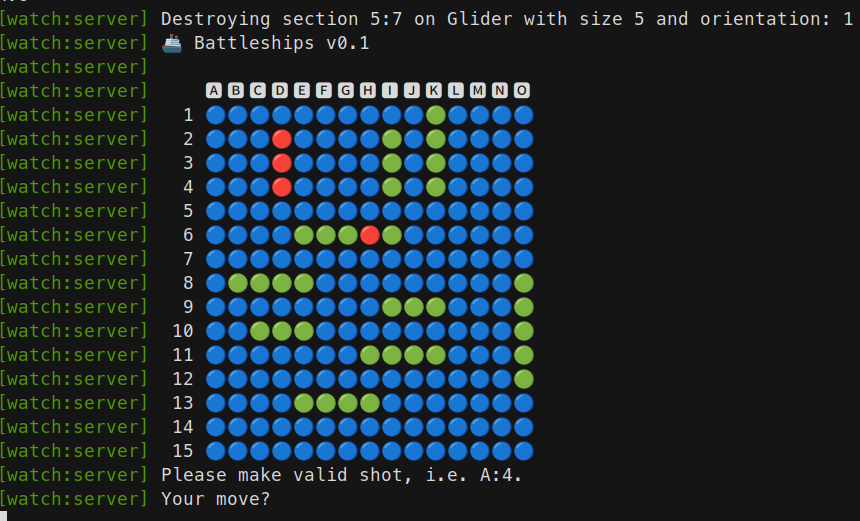 [watch:server] Destroying section 5:7 on Glider with size 5 and orientation: 1
[watch:server] 🚢 Battleships v0.1
[watch:server]
[watch:server] A B C D E F G H I J K L M N O
[watch:server] 1
[watch:server] 2
[watch:server] 3
[watch:server] 4
[watch:server] 5
[watch:server] 6
[watch:server] 7
[watch:server] 8
[watch:server] 9
[watch:server] 10
[watch:server] 11
[watch:server] 12
[watch:server] 13
[watch:server] 14
[watch:server] 15
[watch:server] Please make valid shot, i.e. A:4.
[watch:server] Your move?